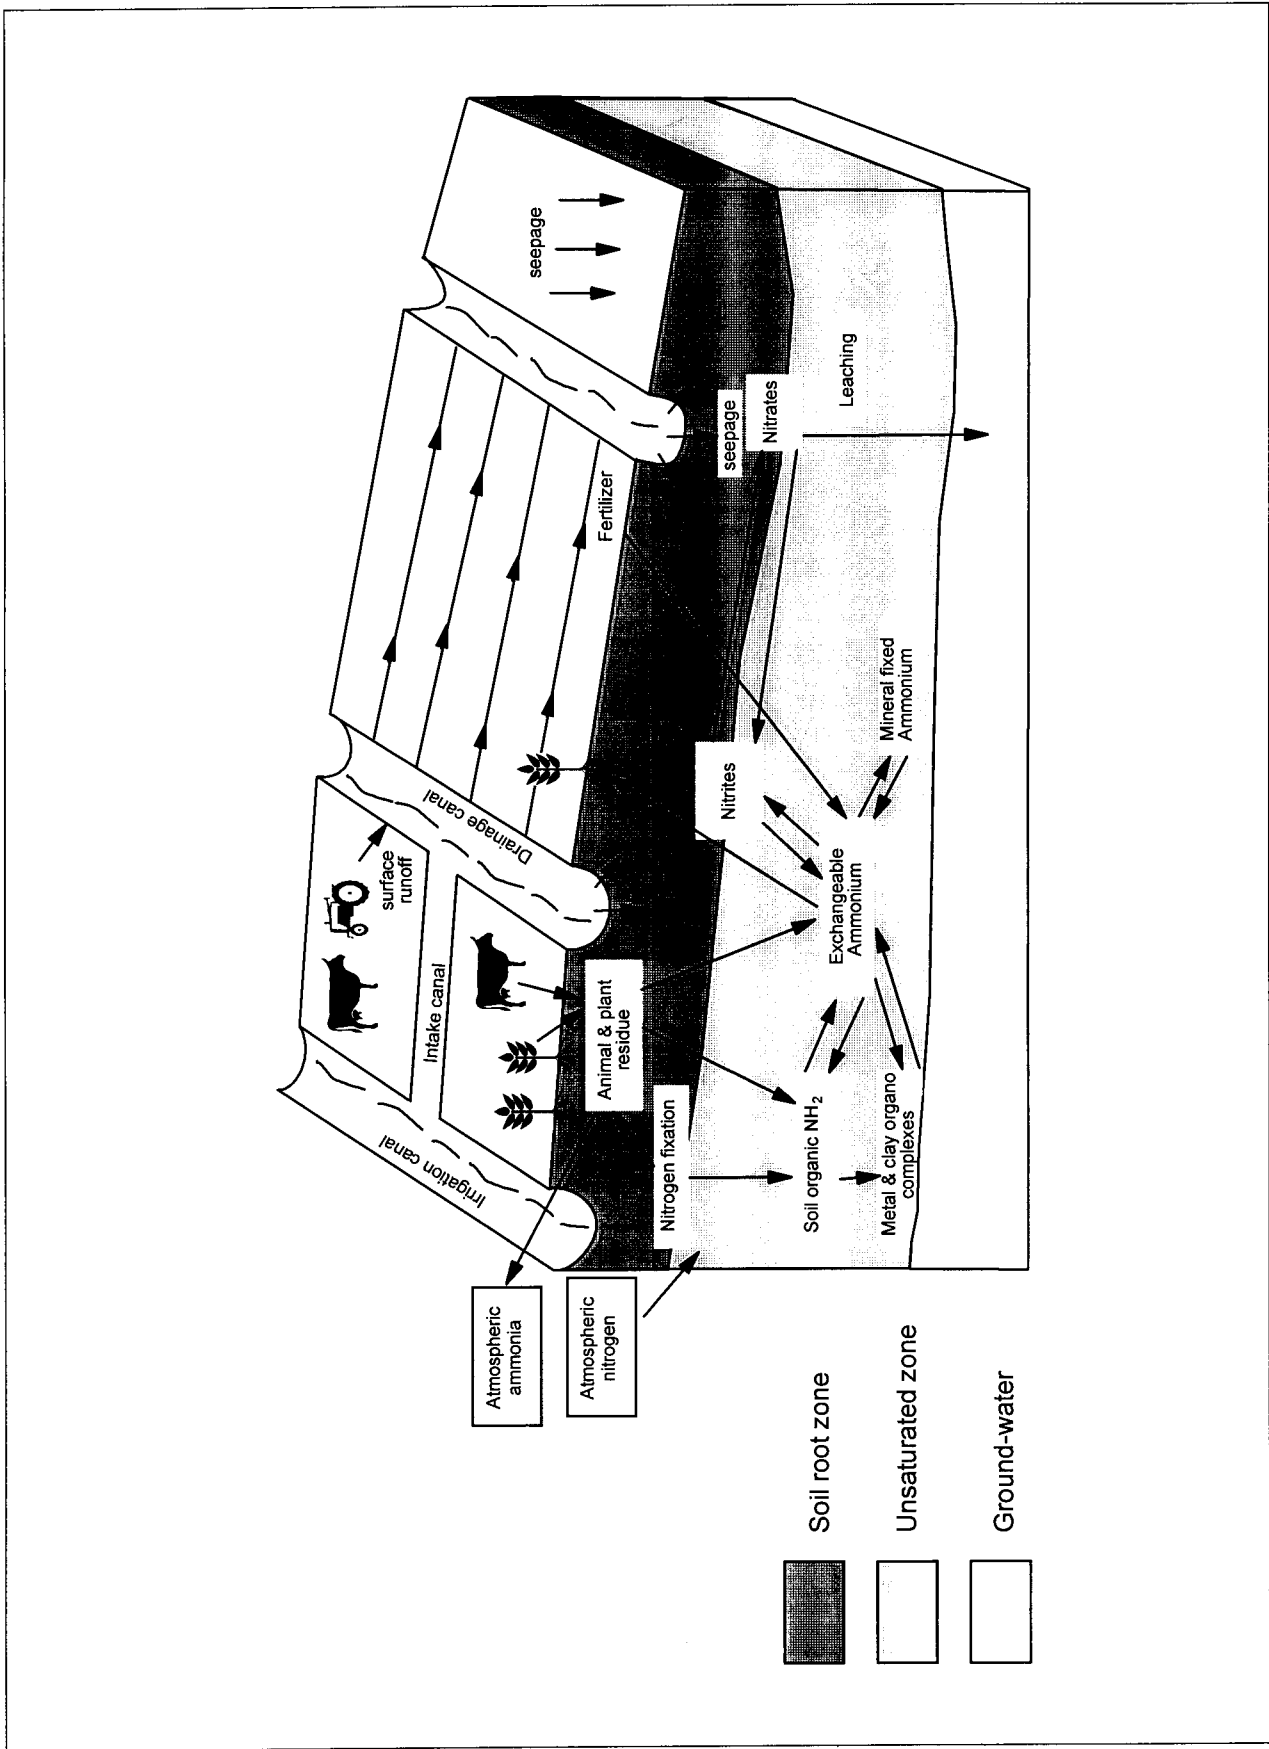 seepage
surface
runoff
Intake canal
Drainage canal
Irrigation canal
Fertilizer
Atmospheric
ammonia
Atmospheric
nitrogen
Animal & plant
residue
Nitrogen fixation
Nitrites
seepage
Nitrates
Leaching
Soil organic NH₂
Exchangeable
Ammonium
Mineral fixed
Ammonium
Metal & clay organo
complexes
Soil root zone
Unsaturated zone
Ground-water